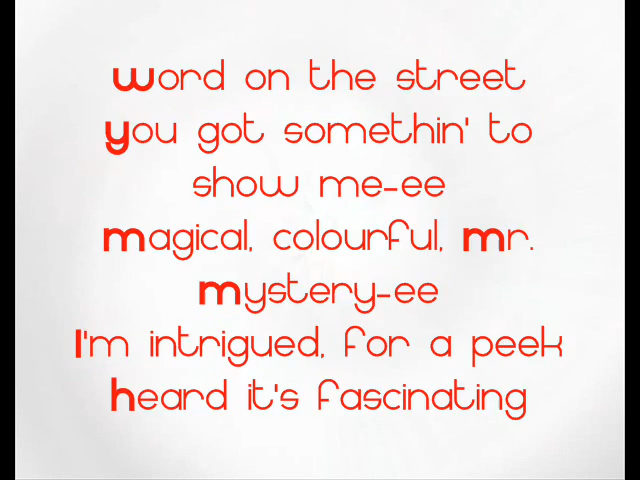 Word on the street
You got somethin' to
show me-ee
Magical, colourful, Mr.
Mystery-ee
I'm intrigued, for a peek
Heard it's fascinating